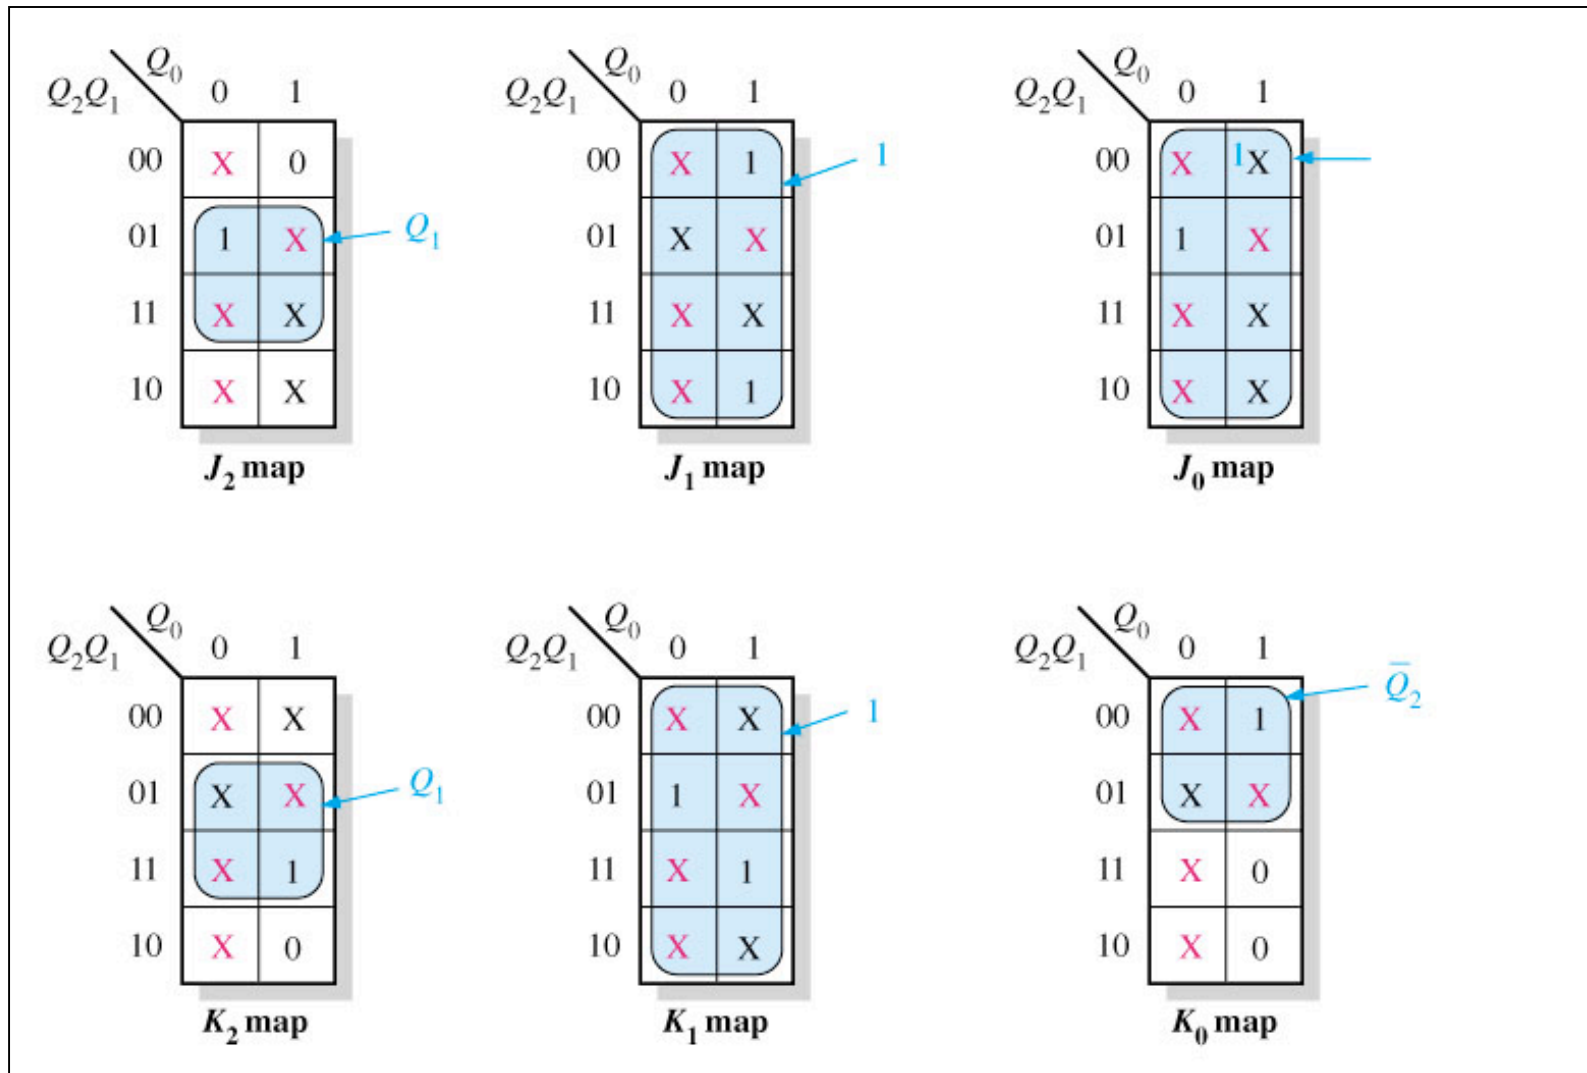 Q0 Q0 Q0
Q2Q1 0 1 Q2Q1 0 1 Q2Q1 0 1
00 X 0 00 X 1 1 00 X 1 X
01 1 X Q1 01 X X 01 1 X
11 X X 11 X X 11 X X
10 X X 10 X 1 10 X X
J2 map J1 map J0 map
Q0 Q0 Q0
Q2Q1 0 1 Q2Q1 0 1 Q2Q1 0 1
00 X X 00 X X 1 00 X 1 Q̅2
01 X X Q1 01 1 X 01 X X
11 X 1 11 X 1 11 X 0
10 X 0 10 X X 10 X 0
K2 map K1 map K0 map